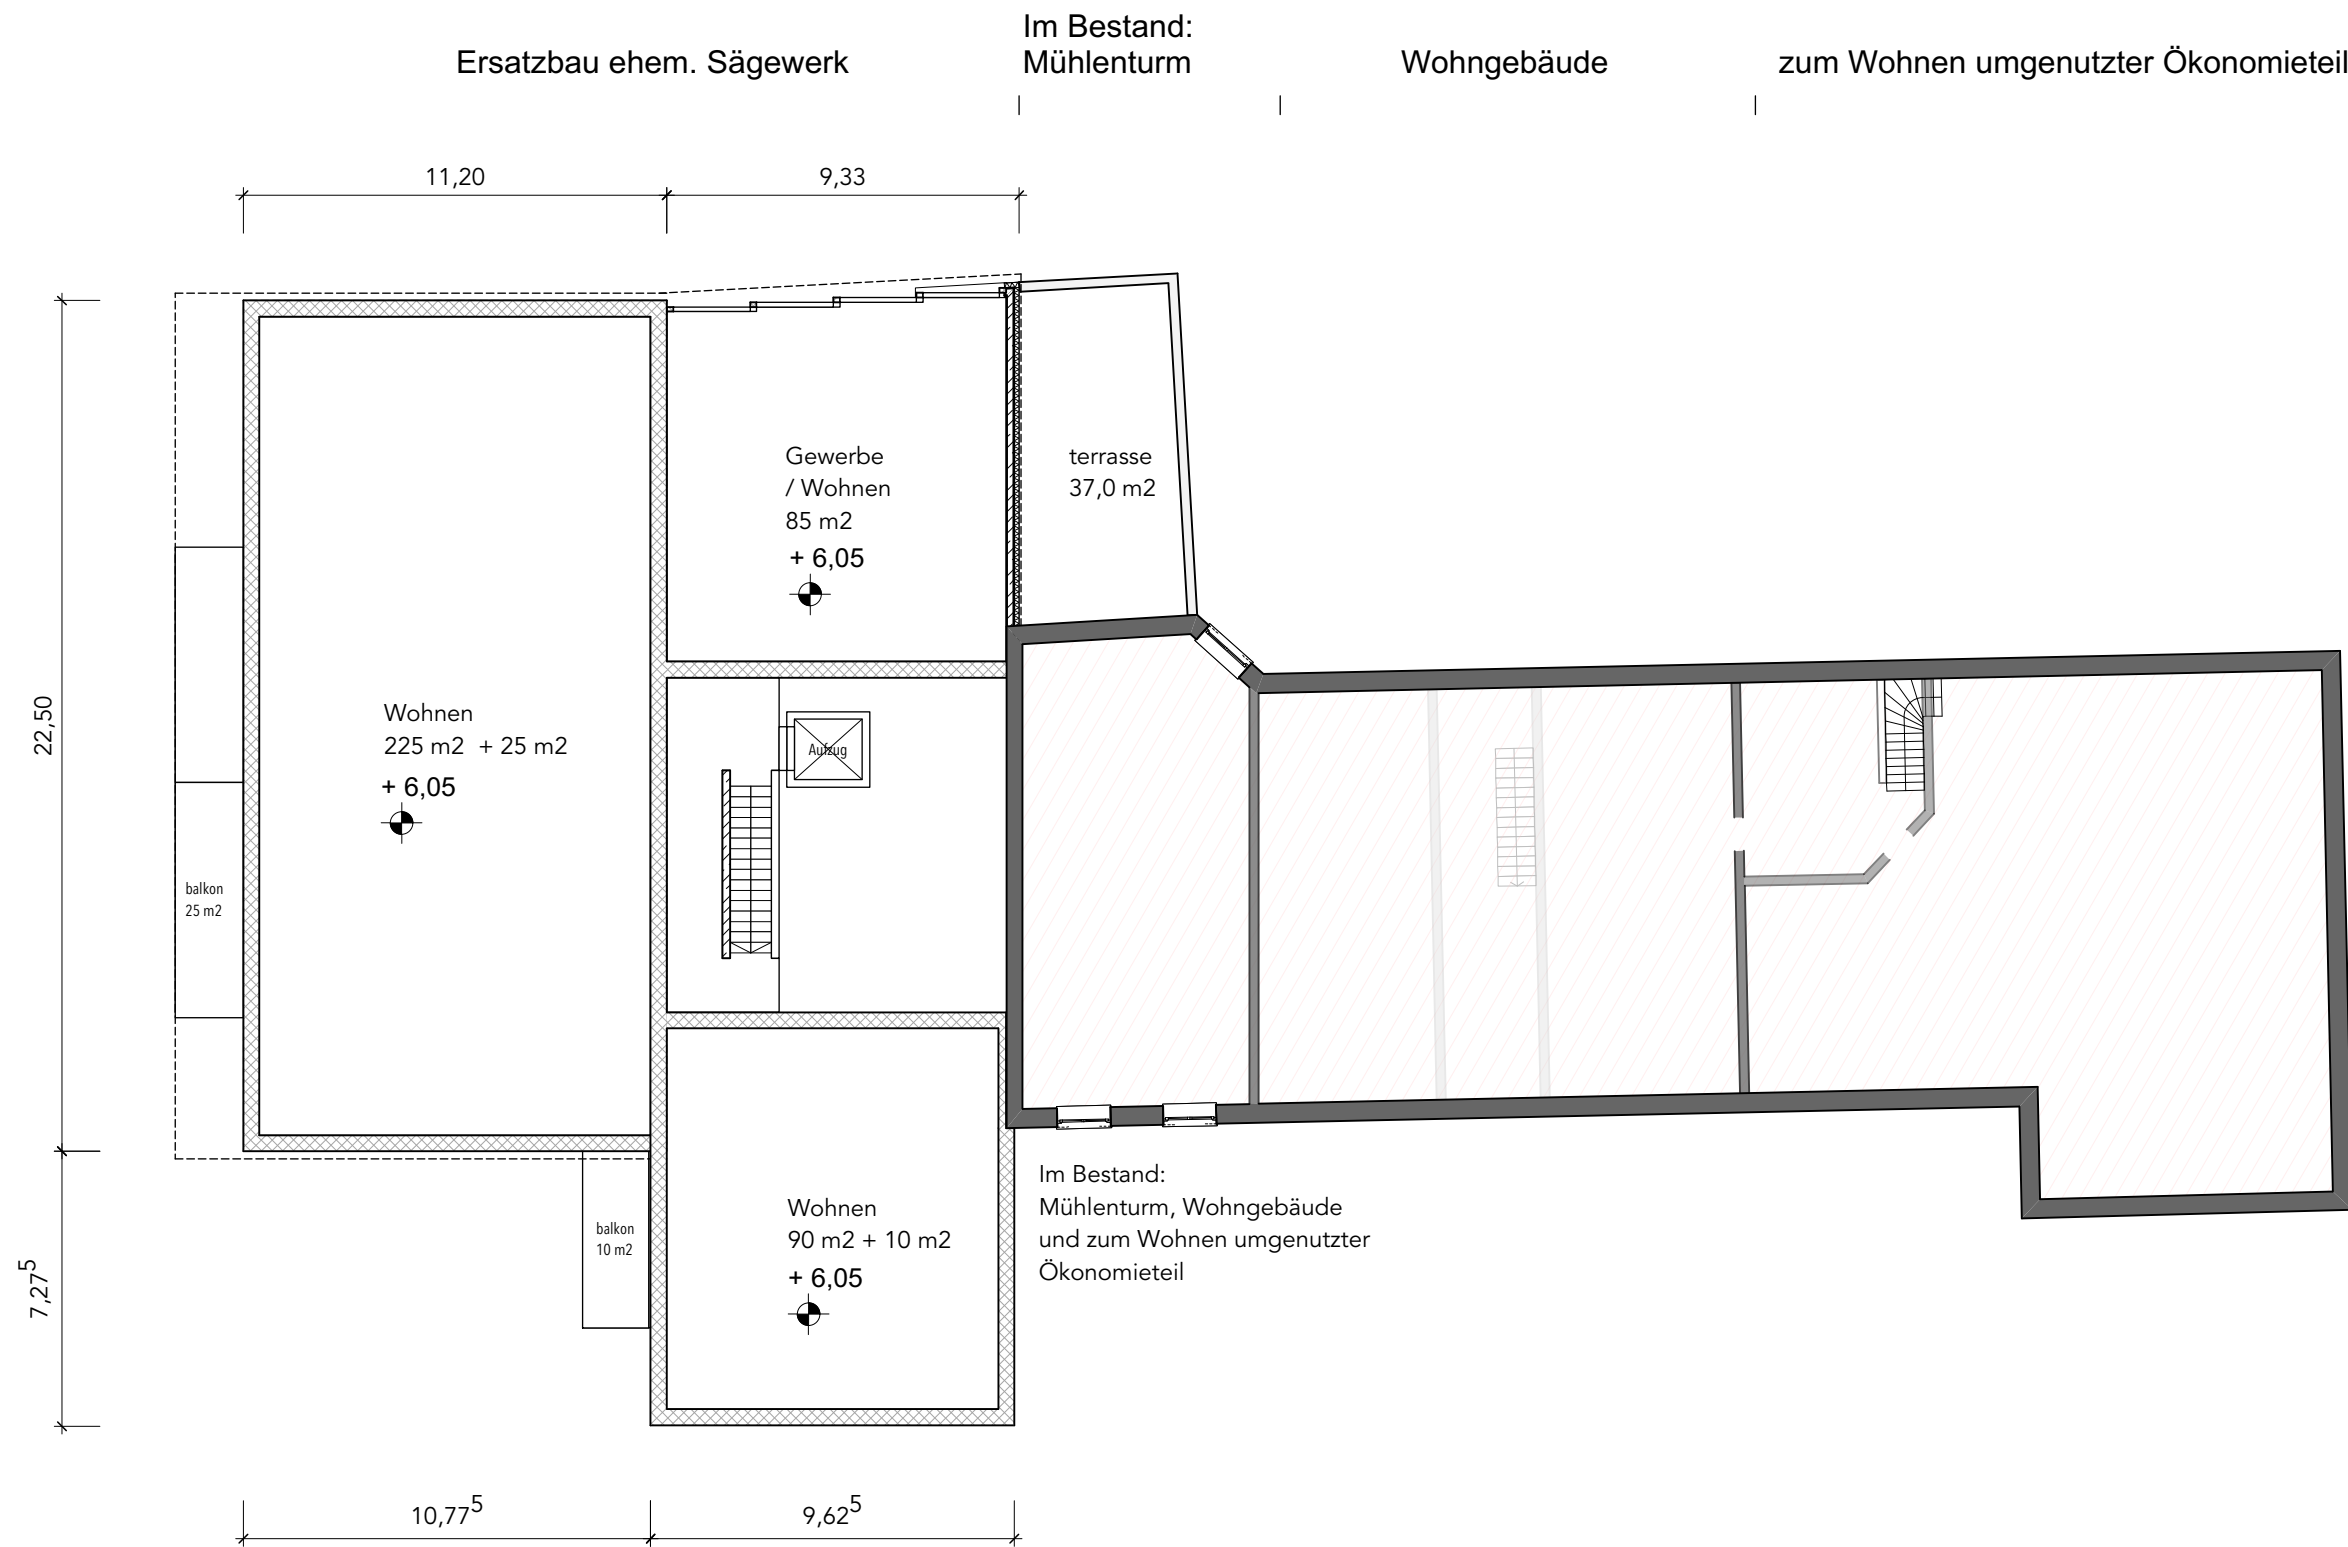 Im Bestand:
Ersatzbau ehem. Sägewerk
Mühlenturm
Wohngebäude
zum Wohnen umgenutzter Ökonomieteil
11,20
9,33
Gewerbe
/ Wohnen
85 m2
+ 6,05
terrasse
37,0 m2
22,50
Wohnen
225 m2 + 25 m2
+ 6,05
Aufzug
balkon
25 m2
Im Bestand:
Mühlenturm, Wohngebäude
und zum Wohnen umgenutzter
Ökonomieteil
Wohnen
90 m2 + 10 m2
+ 6,05
balkon
10 m2
7,27⁵
10,77⁵
9,62⁵